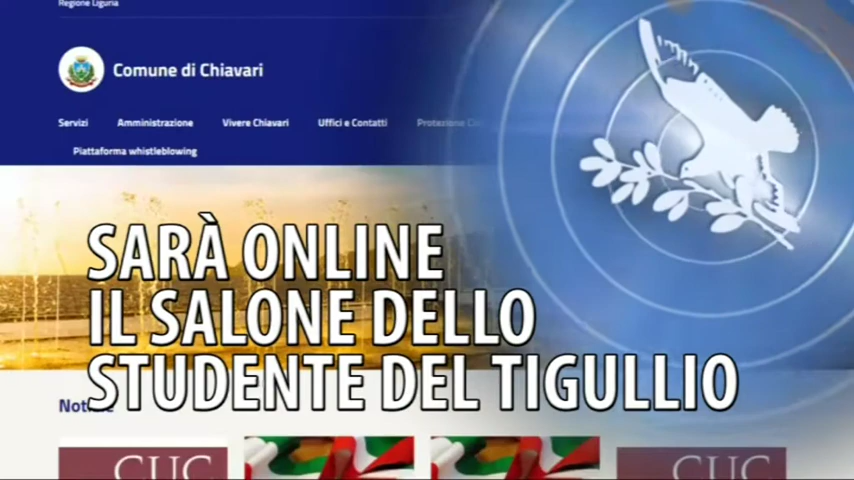 Regione Liguria
Comune di Chiavari
Servizi Amministrazione Vivere Chiavari Uffici e Contatti Protezione
Piattaforma whistleblowing
SARÀ ONLINE
IL SALONE DELLO
STUDENTE DEL TIGULLIO
CUC CUC